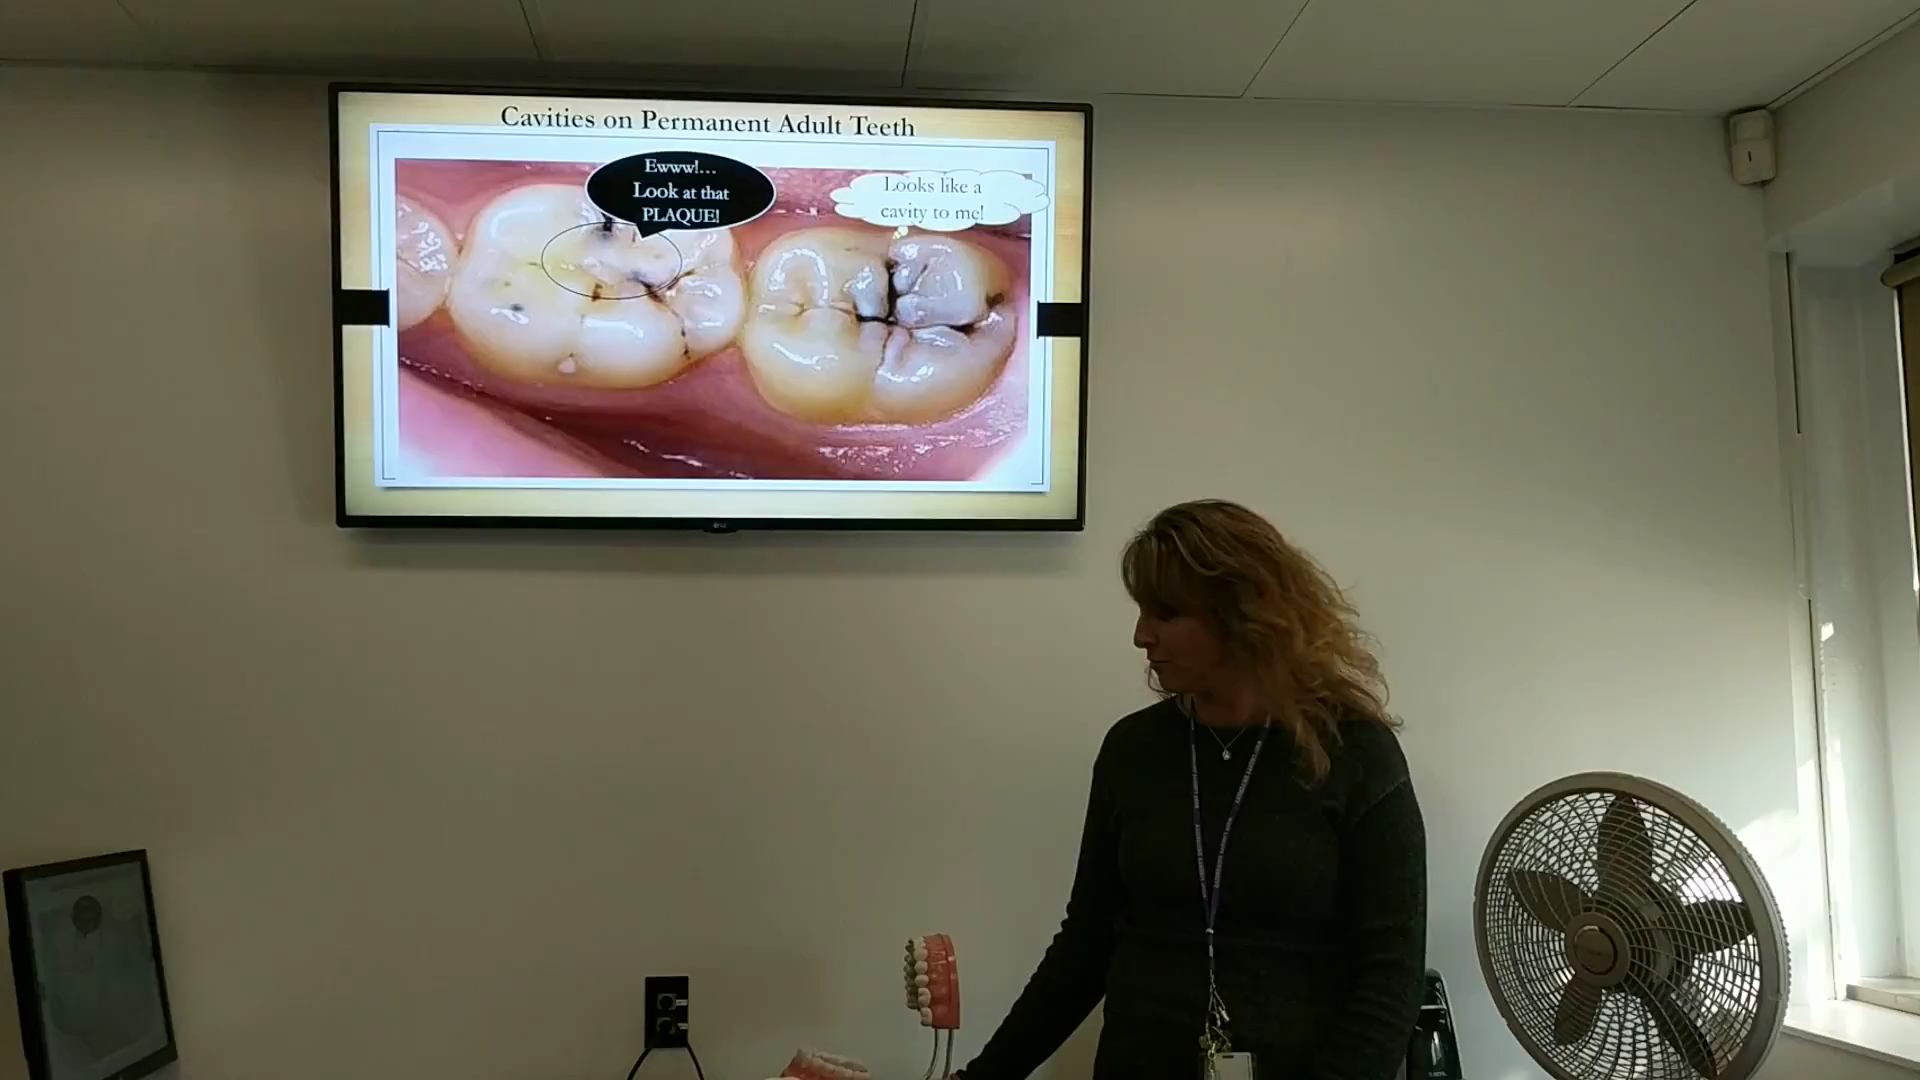 Cavities on Permanent Adult Teeth
Ewww!...
Look at that
PLAQUE!
Looks like a
cavity to me!